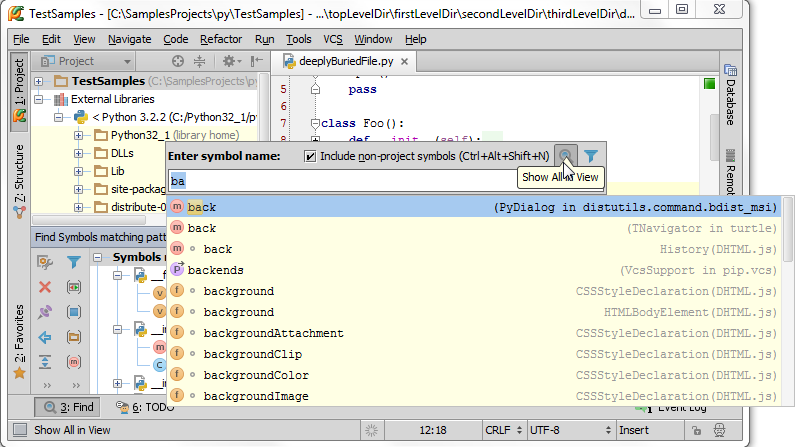 TestSamples - [C:\SamplesProjects\py\TestSamples] - ...\topLevelDir\firstLevelDir\secondLevelDir\thirdLevelDir\d...
File Edit View Navigate Code Refactor Run Tools VCS Window Help
1: Project
Project
deeplyBuriedFile.py
TestSamples (C:\SamplesProjects\py\
External Libraries
< Python 3.2.2 (C:/Python32_1/p
Python32_1 (library home)
DLLs
Lib
site-packag
distribute-0
5 pass
7 class Foo():
8 def __init__(self):
Database
Remot
Z: Structure
2: Favorites
Enter symbol name:
Include non-project symbols (Ctrl+Alt+Shift+N)
Show All in View
ba
back (PyDialog in distutils.command.bdist_msi)
back (TNavigator in turtle)
back History(DHTML.js)
backends (VcsSupport in pip.vcs)
background CSSStyleDeclaration(DHTML.js)
background HTMLBodyElement(DHTML.js)
backgroundAttachment CSSStyleDeclaration(DHTML.js)
backgroundClip CSSStyleDeclaration(DHTML.js)
backgroundColor CSSStyleDeclaration(DHTML.js)
backgroundImage CSSStyleDeclaration(DHTML.js)
Find Symbols matching patt
Symbols m
__f
__in
__in
3: Find
6: TODO
Event Log
Show All in View
12:18 CRLF UTF-8 Insert